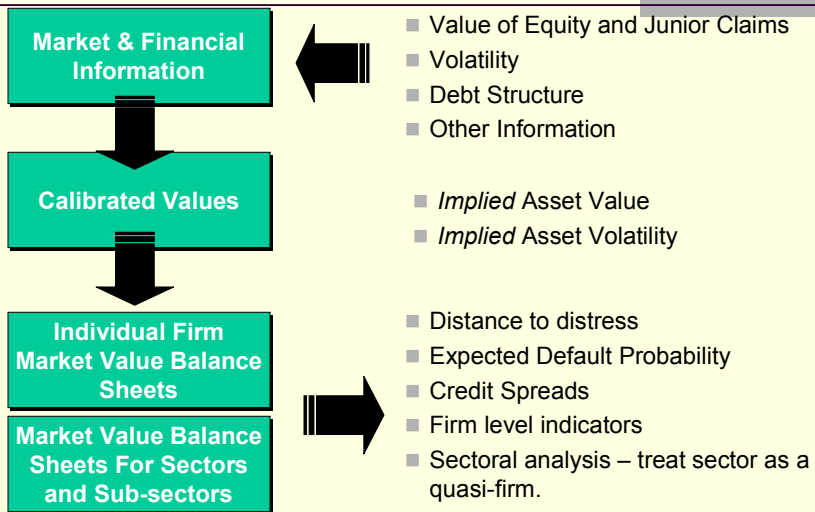 Market & Financial
Information
■ Value of Equity and Junior Claims
■ Volatility
■ Debt Structure
■ Other Information
Calibrated Values
■ Implied Asset Value
■ Implied Asset Volatility
Individual Firm
Market Value Balance
Sheets
Market Value Balance
Sheets For Sectors
and Sub-sectors
■ Distance to distress
■ Expected Default Probability
■ Credit Spreads
■ Firm level indicators
■ Sectoral analysis – treat sector as a
quasi-firm.